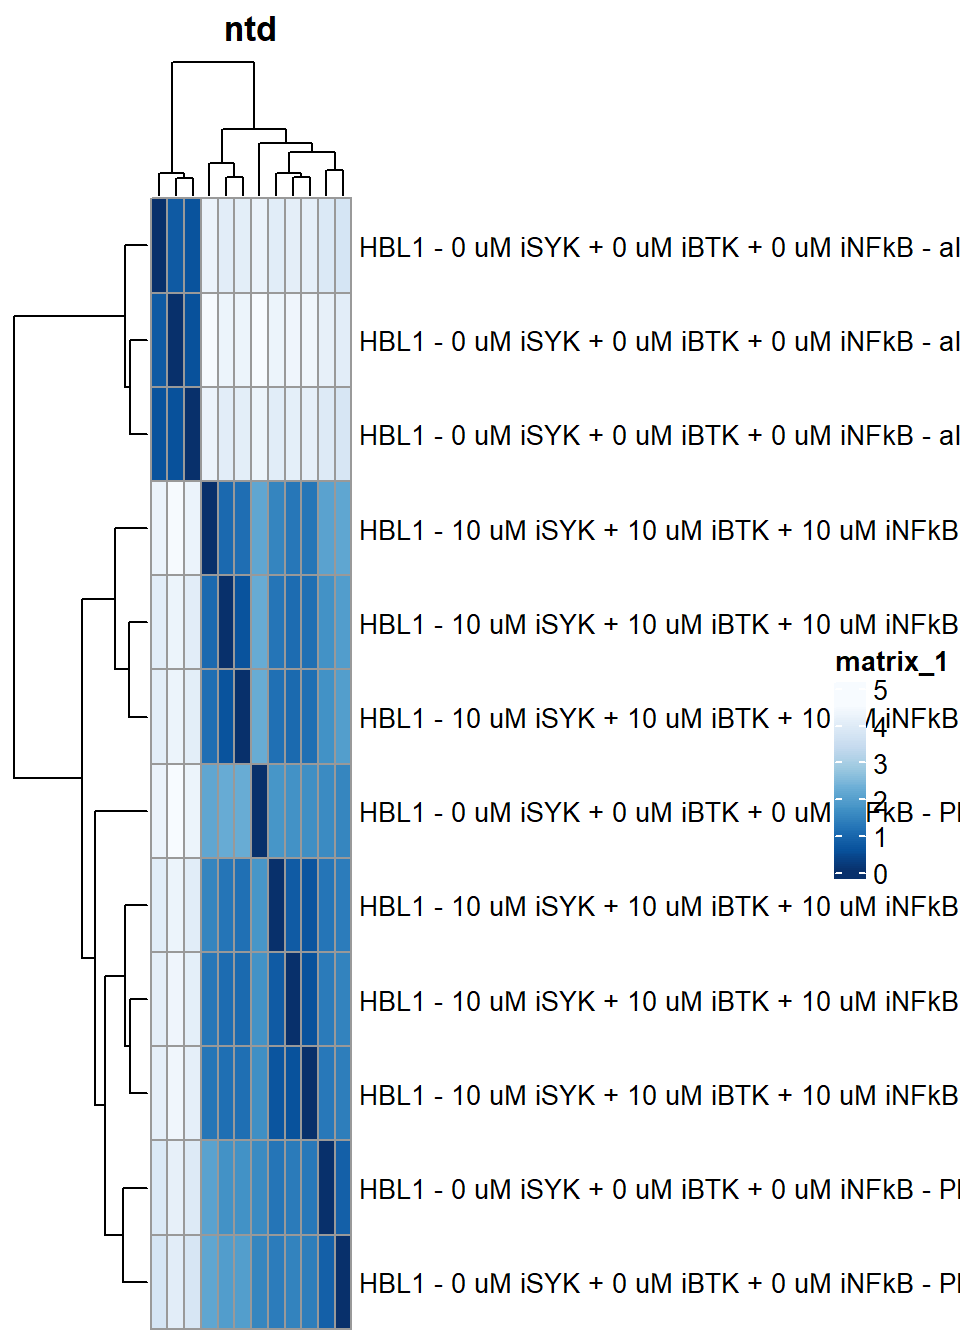 ntd
HBL1 - 0 uM iSYK + 0 uM iBTK + 0 uM iNFkB - al
HBL1 - 0 uM iSYK + 0 uM iBTK + 0 uM iNFkB - al
HBL1 - 0 uM iSYK + 0 uM iBTK + 0 uM iNFkB - al
HBL1 - 10 uM iSYK + 10 uM iBTK + 10 uM iNFkB
HBL1 - 10 uM iSYK + 10 uM iBTK + 10 uM iNFkB
matrix_1
5
HBL1 - 10 uM iSYK + 10 uM iBTK + 10 uM iNFkB
4
3
2
HBL1 - 0 uM iSYK + 0 uM iBTK + 0 uM iNFkB - Pl
1
0
HBL1 - 10 uM iSYK + 10 uM iBTK + 10 uM iNFkB
HBL1 - 10 uM iSYK + 10 uM iBTK + 10 uM iNFkB
HBL1 - 10 uM iSYK + 10 uM iBTK + 10 uM iNFkB
HBL1 - 0 uM iSYK + 0 uM iBTK + 0 uM iNFkB - Pl
HBL1 - 0 uM iSYK + 0 uM iBTK + 0 uM iNFkB - Pl